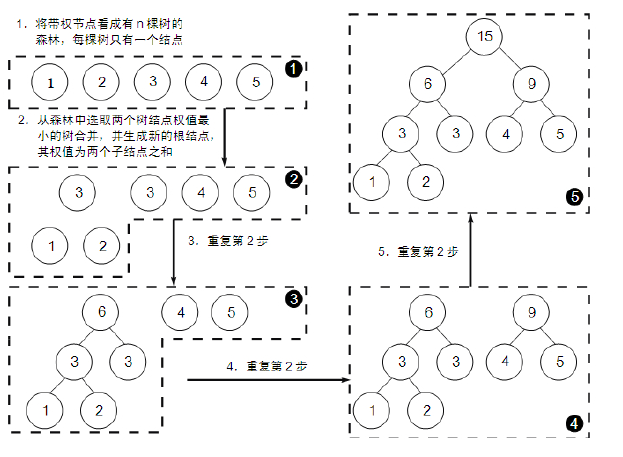 1. 将带权节点看成有n棵树的
森林，每棵树只有一个结点
1 2 3 4 5
❶
2. 从森林中选取两个树结点权值最
小的树合并，并生成新的根结点，
其权值为两个子结点之和
3 3 4 5
❷
1 2
3. 重复第2步
6 4 5
❸
3 3
1 2
4. 重复第2步
6 9
3 3 4 5
1 2
❹
5. 重复第2步
15
6 9
3 3 4 5
1 2
❺